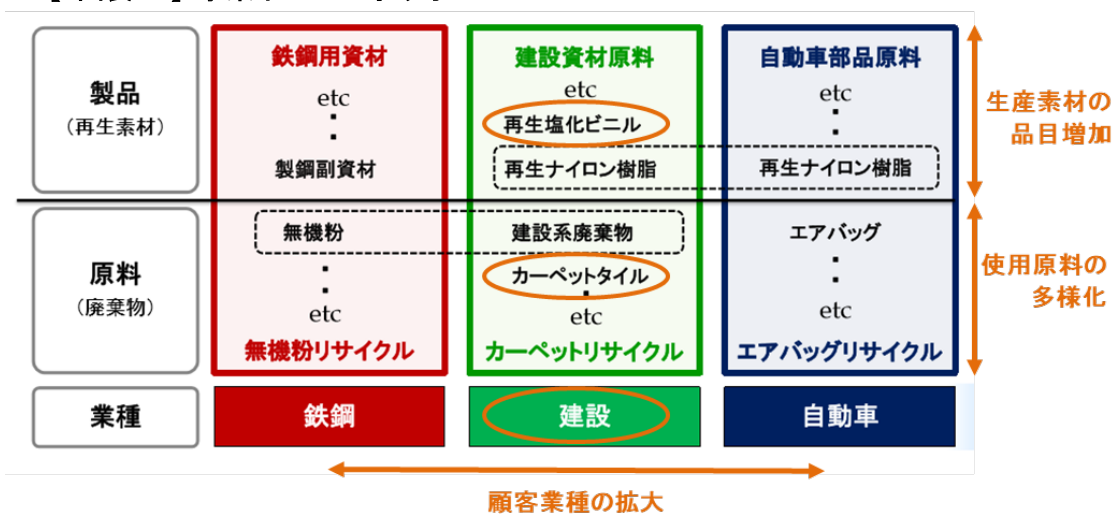 鉄鋼用資材
建設資材原料
自動車部品原料
製品
(再生素材)
etc
etc
etc
再生塩化ビニル
製鋼副資材
再生ナイロン樹脂
再生ナイロン樹脂
生産素材の
品目増加
原料
(廃棄物)
無機粉
建設系廃棄物
エアバッグ
カーペットタイル
etc
etc
etc
無機粉リサイクル
カーペットリサイクル
エアバッグリサイクル
使用原料の
多様化
業種
鉄鋼
建設
自動車
顧客業種の拡大